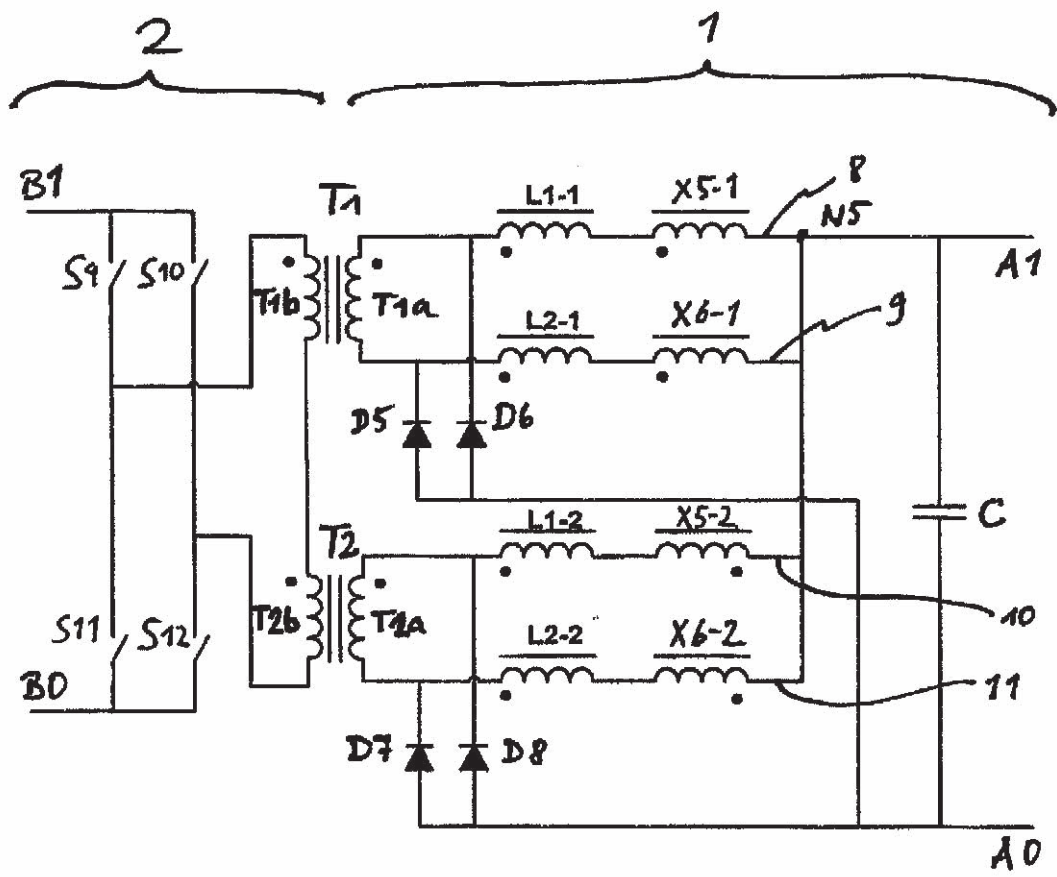 2
1
B1
T1
L1-1
X5-1
8
N5
S9
S10
T1b
T1a
A1
L2-1
X6-1
9
D5
D6
L1-2
X5-2
C
T2
T2b
T2a
10
S11
S12
L2-2
X6-2
B0
11
D7
D8
A0